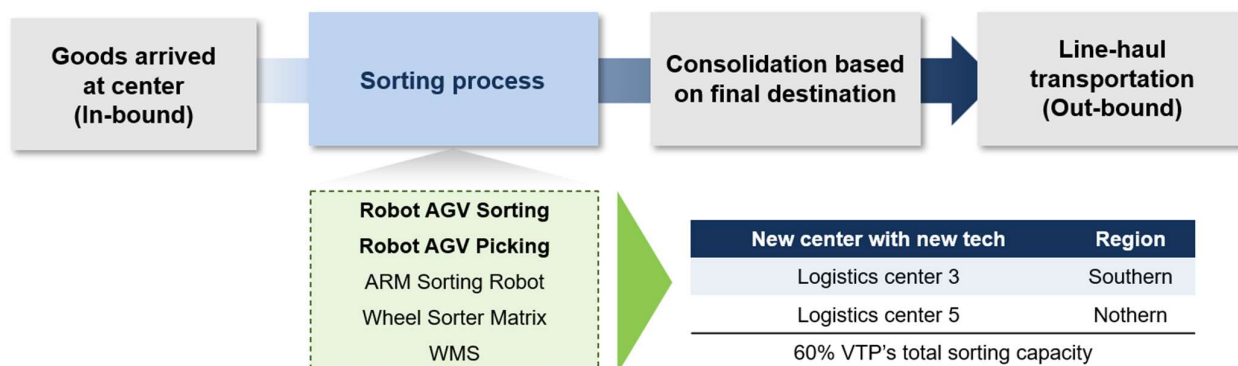 Goods arrived
at center
(In-bound)
Sorting process
Consolidation based
on final destination
Line-haul
transportation
(Out-bound)
Robot AGV Sorting
Robot AGV Picking
ARM Sorting Robot
Wheel Sorter Matrix
WMS
New center with new tech Region
Logistics center 3 Southern
Logistics center 5 Nothern
60% VTP's total sorting capacity